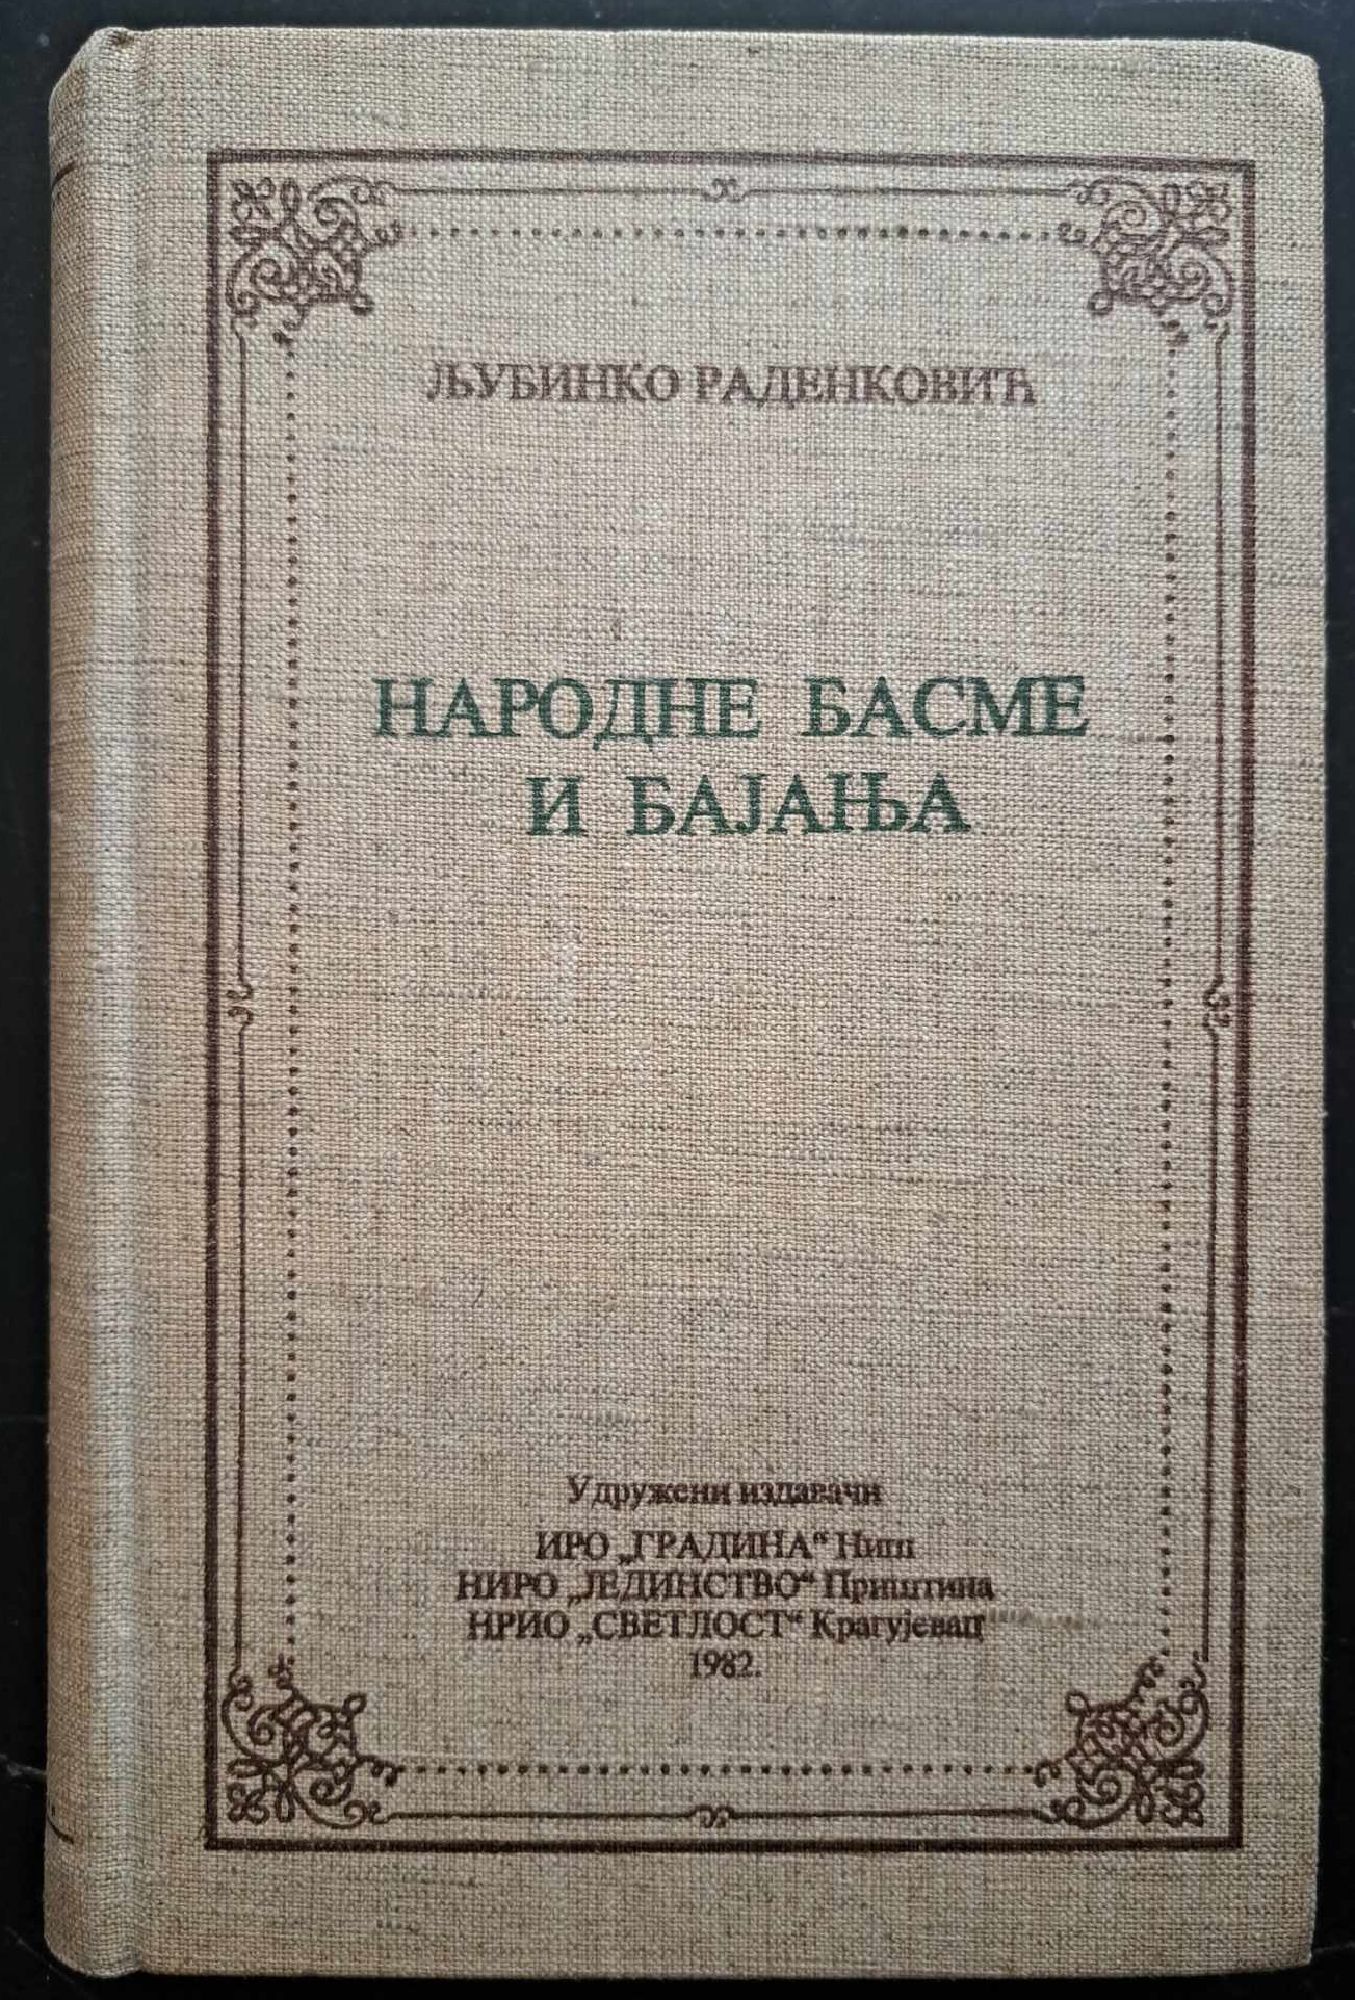 ЉУБИНКО РАДЕНКОВИЋ
НАРОДНЕ БАСМЕ
И БАЈАЊА
Удружени издавачи
ИРО „ГРАДИНА“ Ниш
НИРО „ЈЕДИНСТВО“ Приштина
НРИО „СВЕТЛОСТ“ Крагујевац
1982.